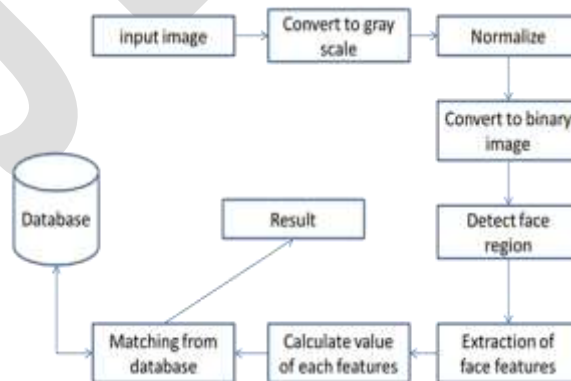 input image
Convert to gray
scale
Normalize
Convert to binary
image
Database
Result
Detect face
region
Matching from
database
Calculate value
of each features
Extraction of
face features